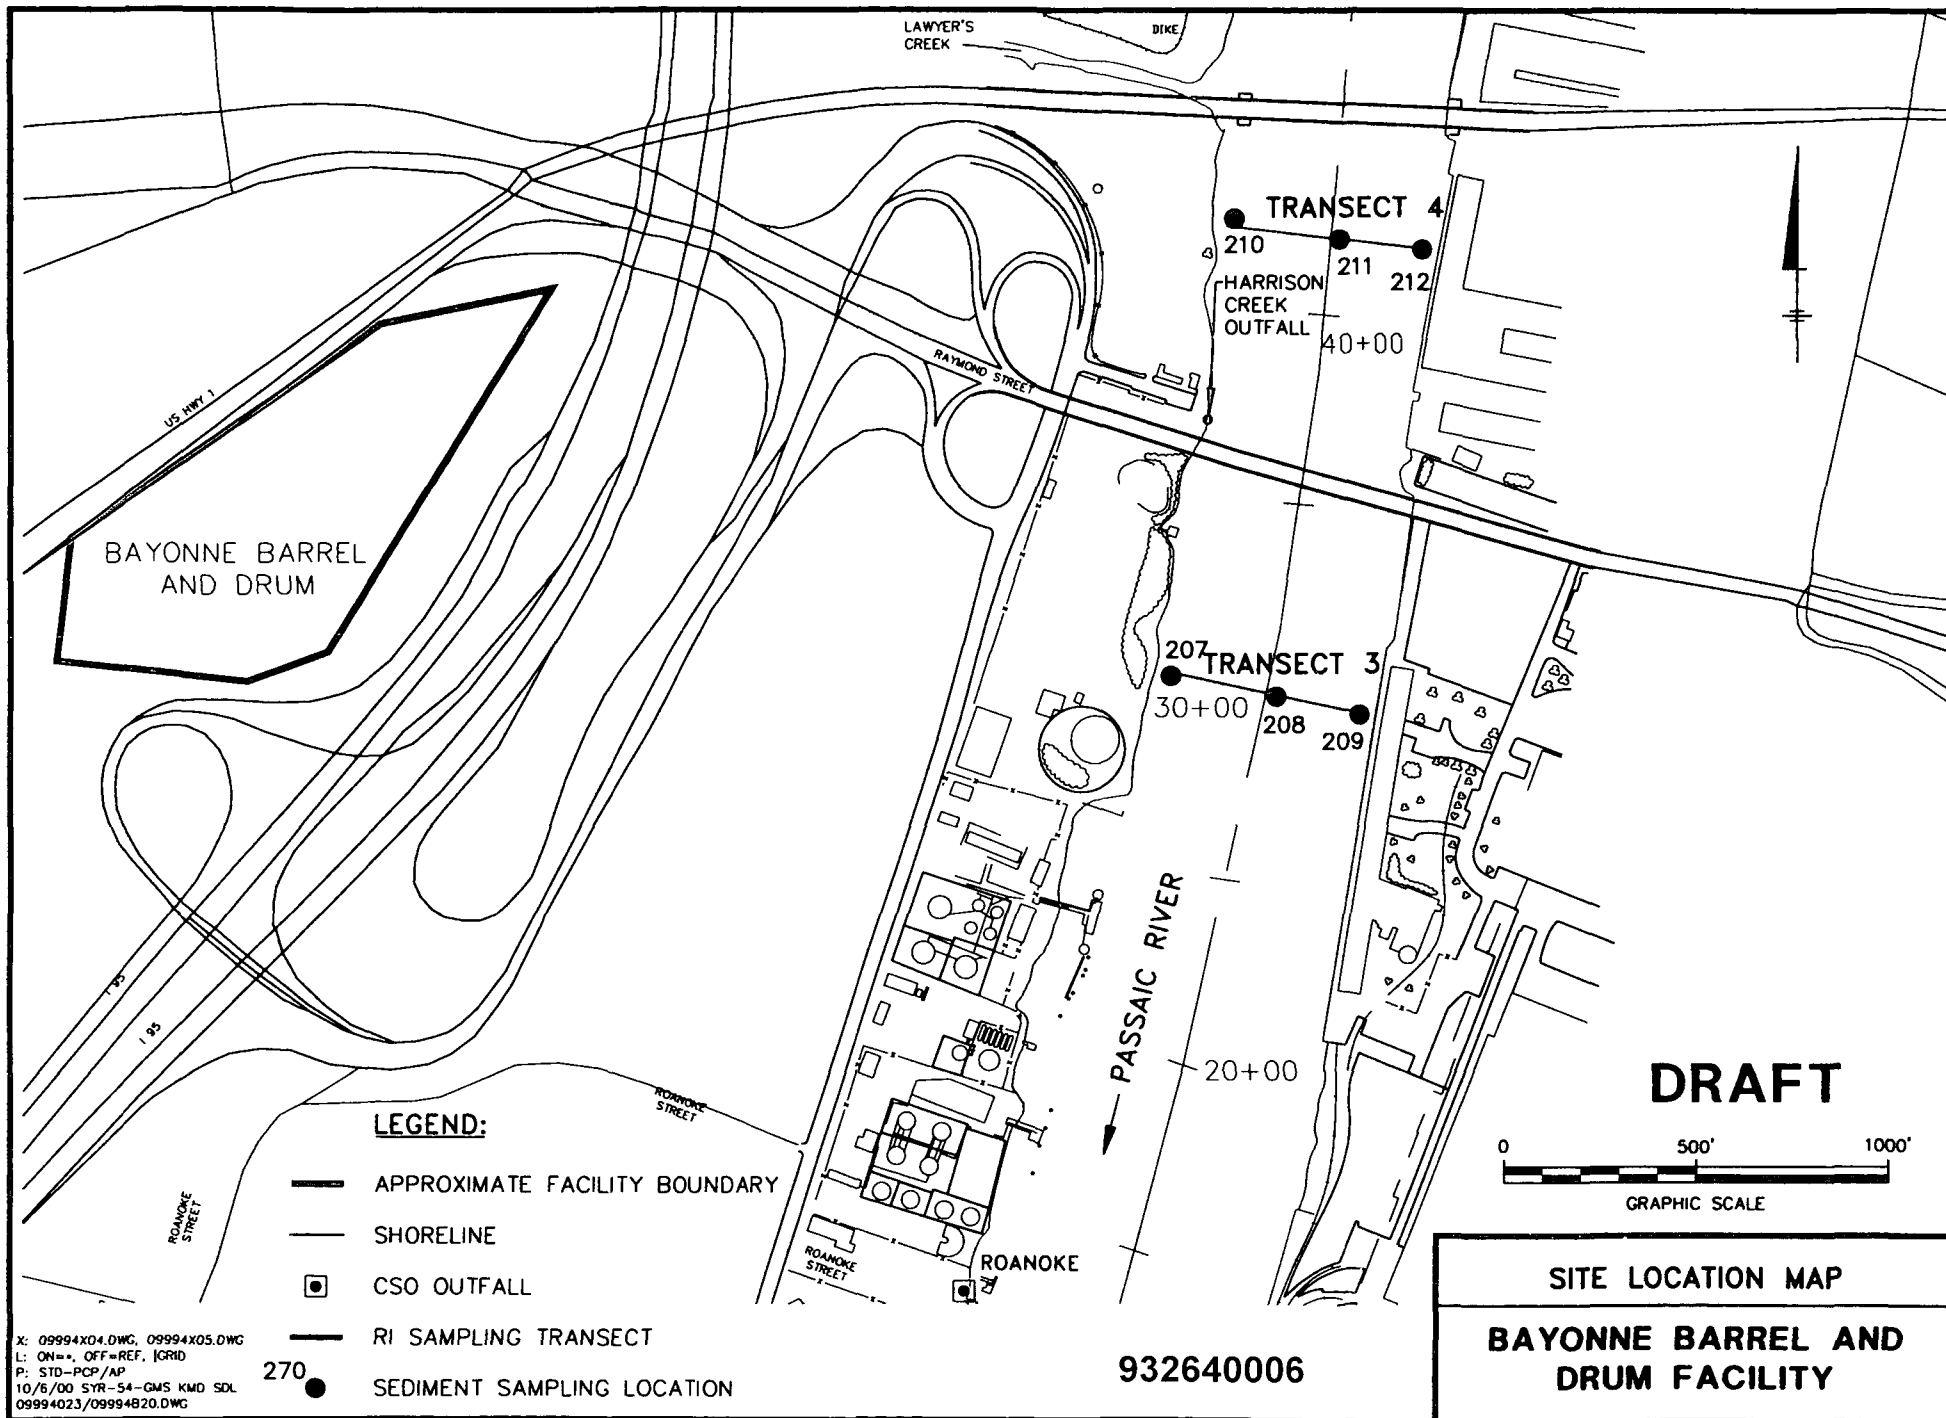 LAWYER'S
CREEK
DIKE
TRANSECT 4
210
211
212
HARRISON
CREEK
OUTFALL
40+00
RAYMOND STREET
US HWY 1
BAYONNE BARREL
AND DRUM
207
TRANSECT 3
30+00
208
209
PASSAIC RIVER
20+00
I 95
I 95
ROANOKE
STREET
ROANOKE
STREET
ROANOKE
STREET
ROANOKE
DRAFT
0 500' 1000'
GRAPHIC SCALE
LEGEND:
APPROXIMATE FACILITY BOUNDARY
SHORELINE
CSO OUTFALL
RI SAMPLING TRANSECT
270
SEDIMENT SAMPLING LOCATION
X: 09994X04.DWG, 09994X05.DWG
L: ON=*, OFF=REF, |GRID
P: STD-PCP/AP
10/6/00 SYR-54-GMS KMD SDL
09994023/09994B20.DWG
932640006
SITE LOCATION MAP
BAYONNE BARREL AND
DRUM FACILITY